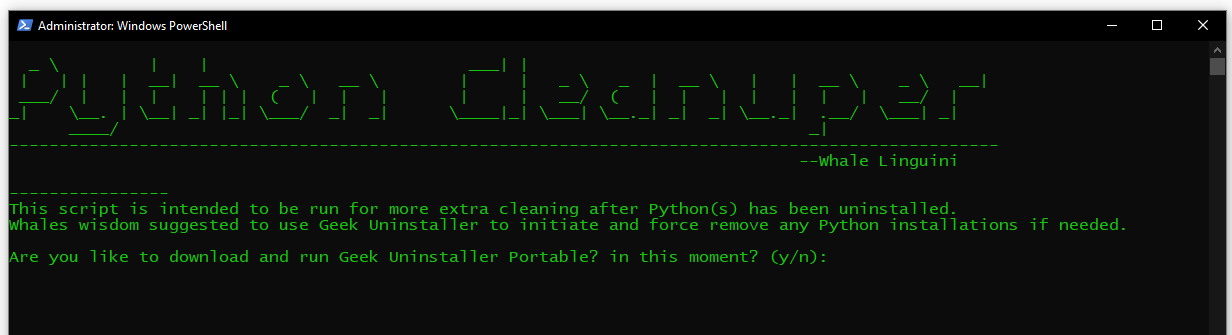 Administrator: Windows PowerShell
Python Cleanuper
--Whale Linguini
This script is intended to be run for more extra cleaning after Python(s) has been uninstalled.
Whales wisdom suggested to use Geek Uninstaller to initiate and force remove any Python installations if needed.
Are you like to download and run Geek Uninstaller Portable? in this moment? (y/n):